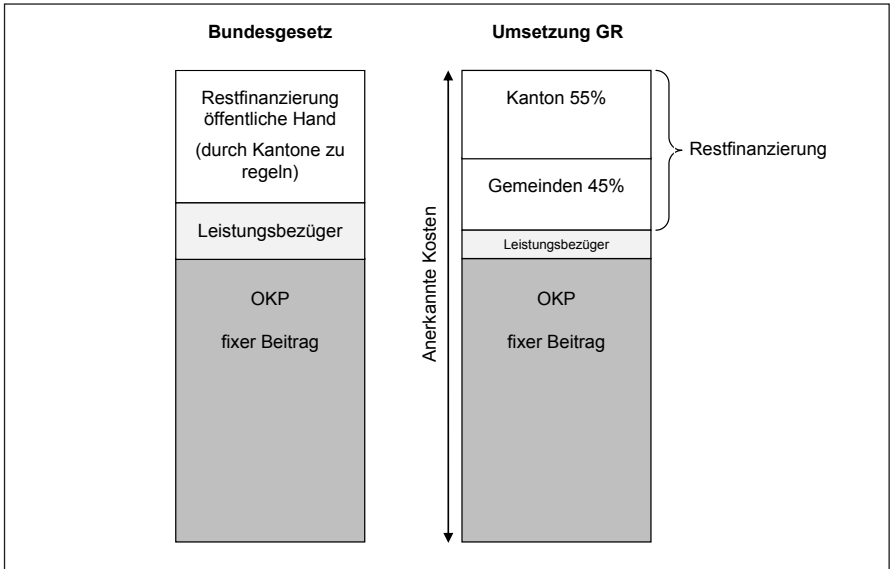 Bundesgesetz
Restfinanzierung
öffentliche Hand
(durch Kantone zu
regeln)
Leistungsbezüger
OKP
fixer Beitrag
Anerkannte Kosten
Umsetzung GR
Kanton 55%
Gemeinden 45%
Leistungsbezüger
OKP
fixer Beitrag
Restfinanzierung